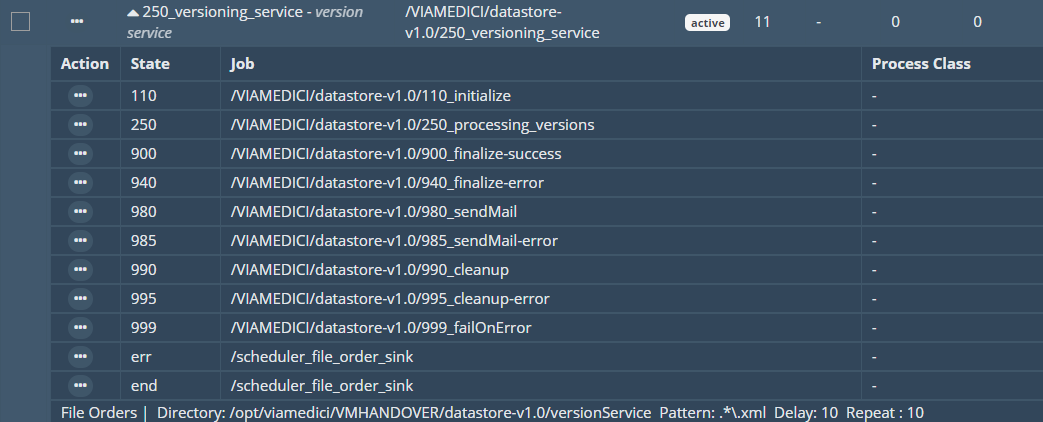 ••• 250_versioning_service - version service /VIAMEDICI/datastore-v1.0/250_versioning_service active 11 - 0 0
Action State Job Process Class
••• 110 /VIAMEDICI/datastore-v1.0/110_initialize -
••• 250 /VIAMEDICI/datastore-v1.0/250_processing_versions -
••• 900 /VIAMEDICI/datastore-v1.0/900_finalize-success -
••• 940 /VIAMEDICI/datastore-v1.0/940_finalize-error -
••• 980 /VIAMEDICI/datastore-v1.0/980_sendMail -
••• 985 /VIAMEDICI/datastore-v1.0/985_sendMail-error -
••• 990 /VIAMEDICI/datastore-v1.0/990_cleanup -
••• 995 /VIAMEDICI/datastore-v1.0/995_cleanup-error -
••• 999 /VIAMEDICI/datastore-v1.0/999_failOnError -
••• err /scheduler_file_order_sink -
••• end /scheduler_file_order_sink -
File Orders | Directory: /opt/viamedici/VMHANDOVER/datastore-v1.0/versionService Pattern: .*\.xml Delay: 10 Repeat : 10